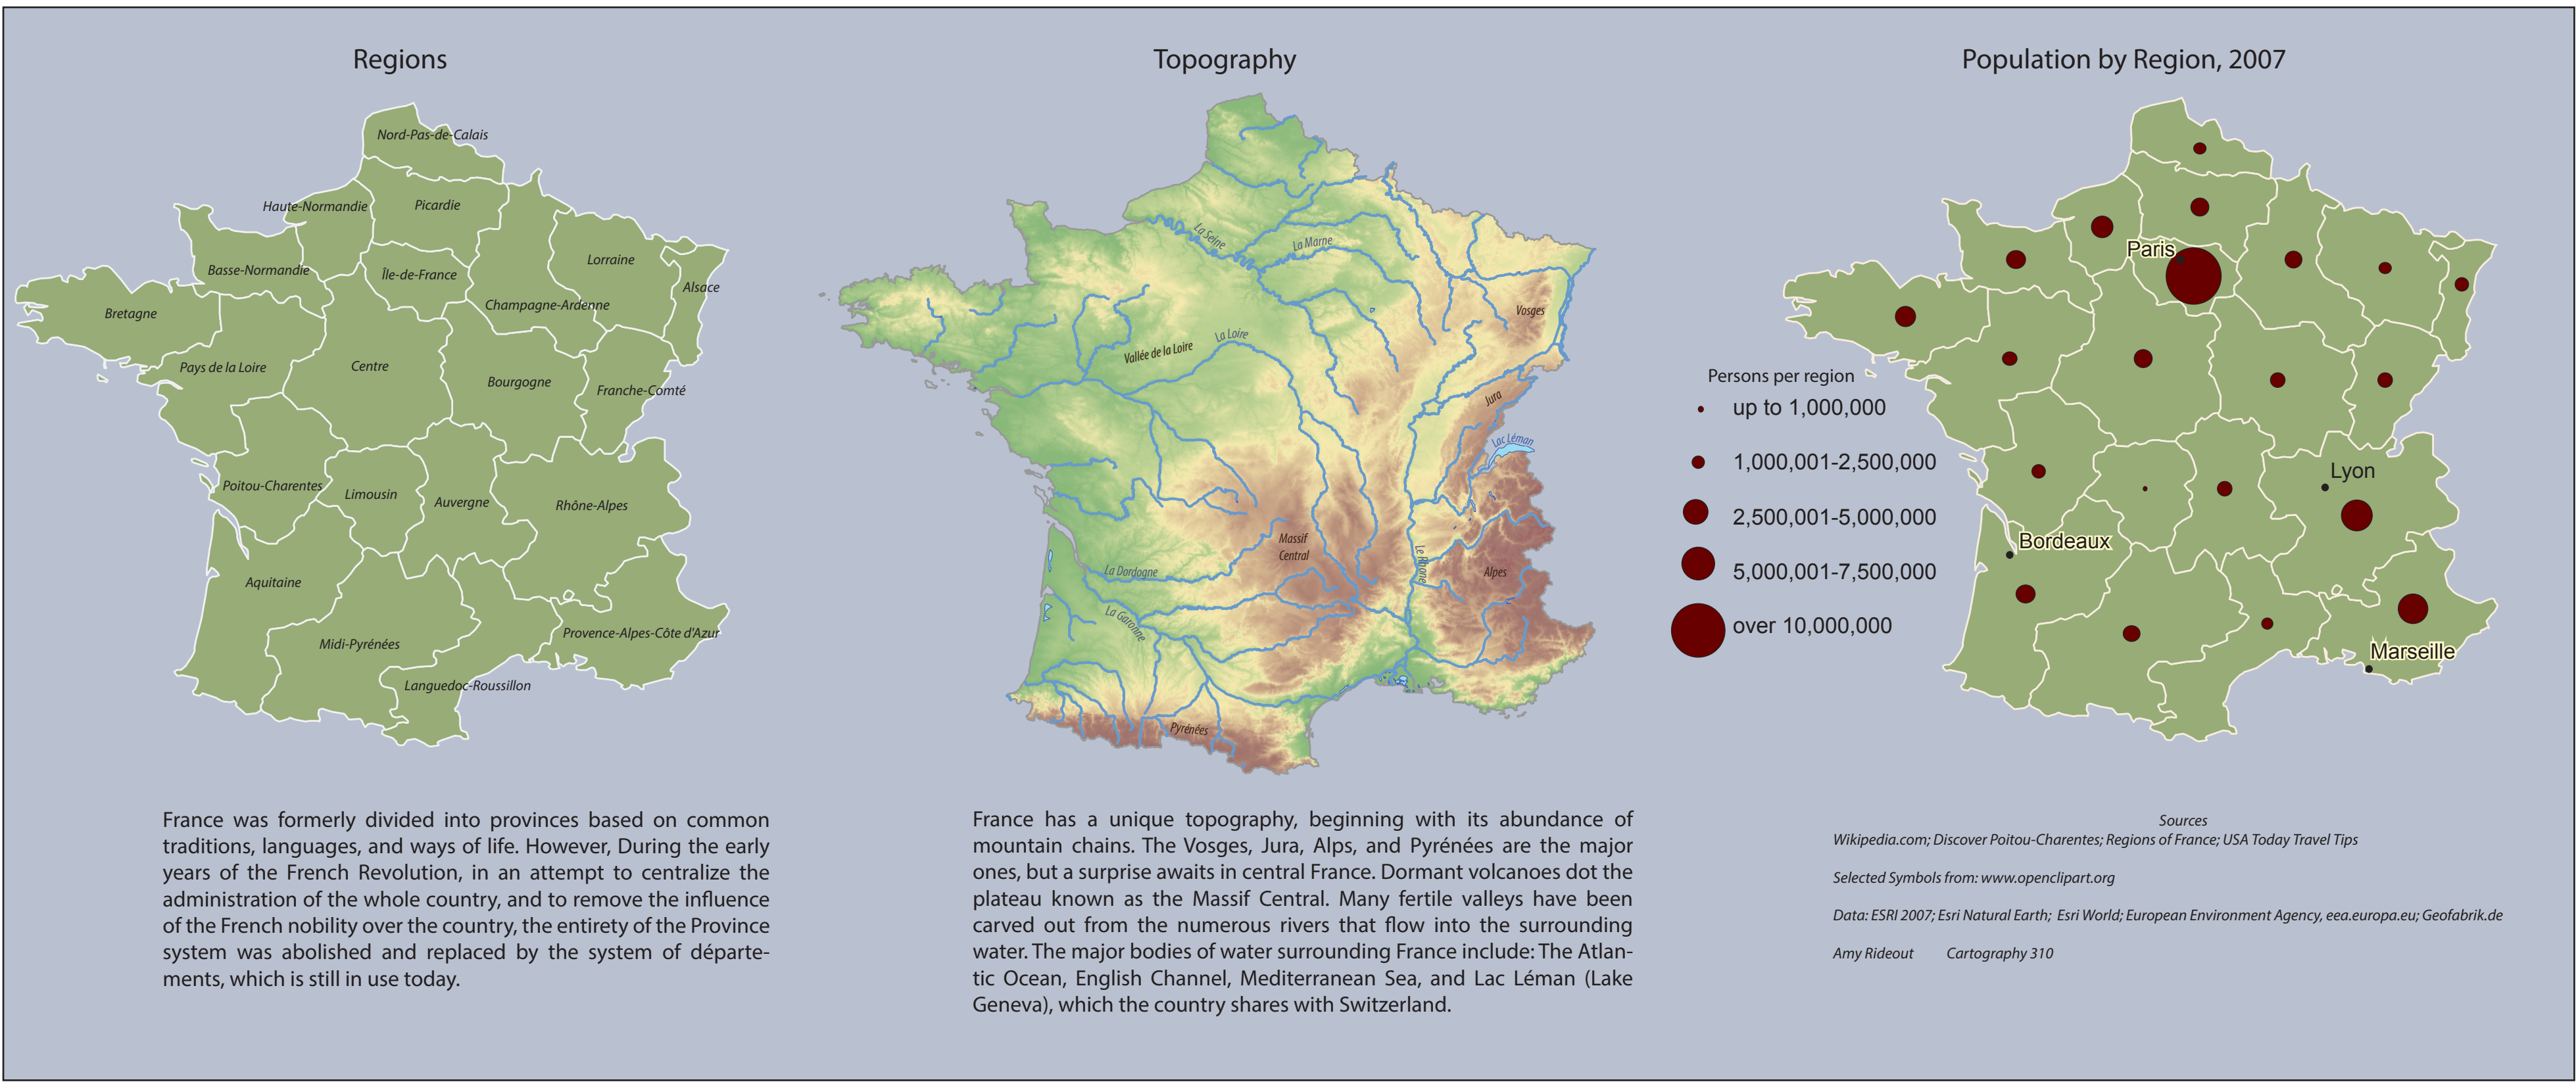 Regions
Nord-Pas-de-Calais
Haute-Normandie
Picardie
Basse-Normandie
Île-de-France
Lorraine
Alsace
Champagne-Ardenne
Bretagne
Pays de la Loire
Centre
Bourgogne
Franche-Comté
Poitou-Charentes
Limousin
Auvergne
Rhône-Alpes
Aquitaine
Midi-Pyrénées
Provence-Alpes-Côte d'Azur
Languedoc-Roussillon
France was formerly divided into provinces based on common
traditions, languages, and ways of life. However, During the early
years of the French Revolution, in an attempt to centralize the
administration of the whole country, and to remove the influence
of the French nobility over the country, the entirety of the Province
system was abolished and replaced by the system of départe-
ments, which is still in use today.
Topography
La Seine
La Marne
Vosges
La Loire
Vallée de la Loire
Jura
Lac Léman
Massif
Central
Le Rhone
Alpes
La Dordogne
La Garonne
Pyrénées
France has a unique topography, beginning with its abundance of
mountain chains. The Vosges, Jura, Alps, and Pyrénées are the major
ones, but a surprise awaits in central France. Dormant volcanoes dot the
plateau known as the Massif Central. Many fertile valleys have been
carved out from the numerous rivers that flow into the surrounding
water. The major bodies of water surrounding France include: The Atlan-
tic Ocean, English Channel, Mediterranean Sea, and Lac Léman (Lake
Geneva), which the country shares with Switzerland.
Population by Region, 2007
Paris
Lyon
Bordeaux
Marseille
Persons per region
up to 1,000,000
1,000,001-2,500,000
2,500,001-5,000,000
5,000,001-7,500,000
over 10,000,000
Sources
Wikipedia.com; Discover Poitou-Charentes; Regions of France; USA Today Travel Tips
Selected Symbols from: www.openclipart.org
Data: ESRI 2007; Esri Natural Earth; Esri World; European Environment Agency, eea.europa.eu; Geofabrik.de
Amy Rideout Cartography 310